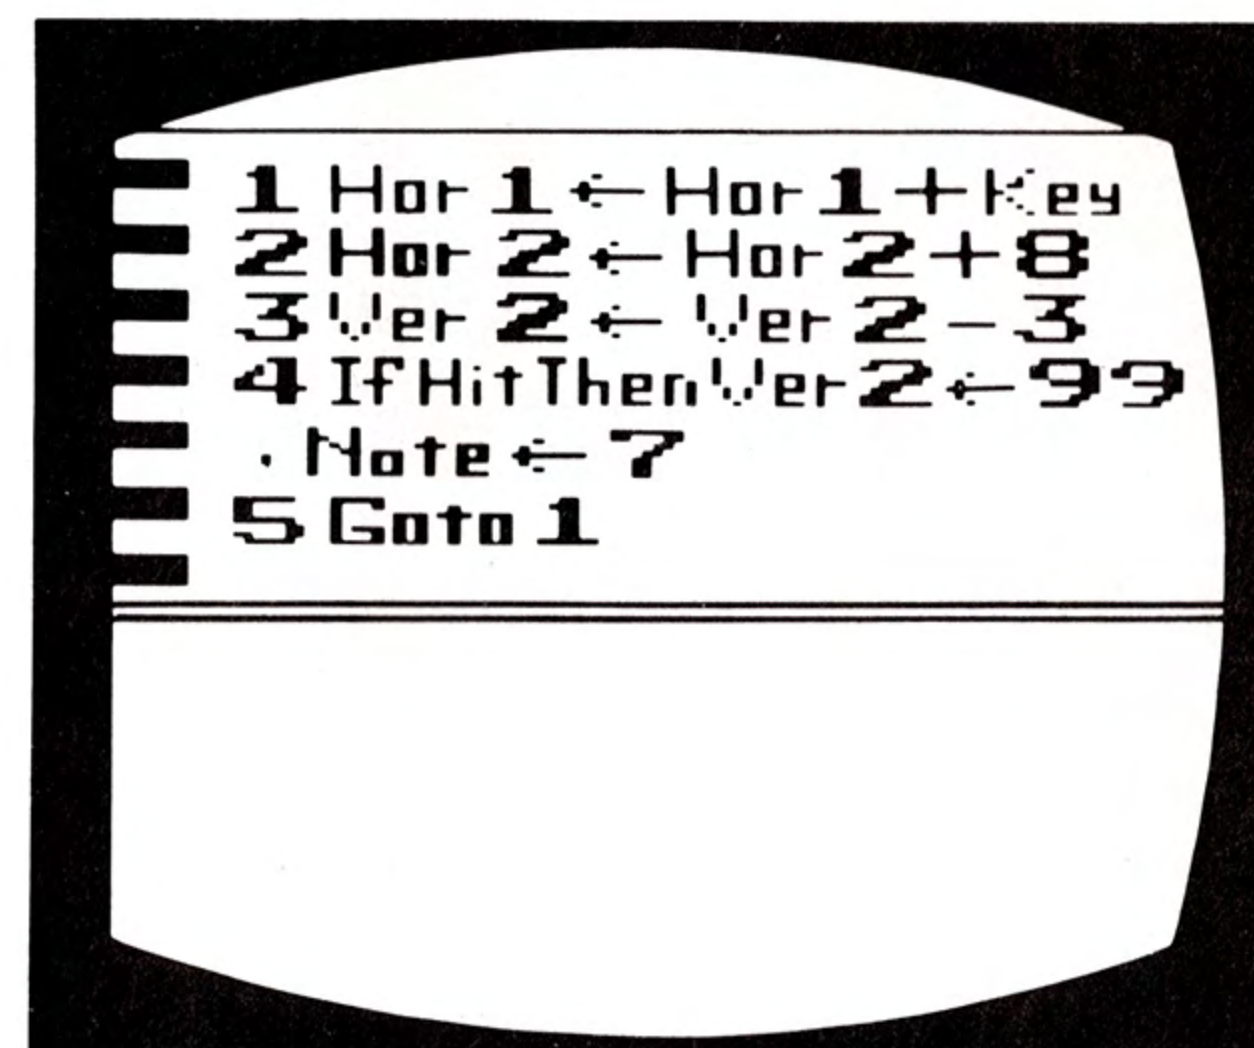 1 Hor 1 ← Hor 1 + Key
2 Hor 2 ← Hor 2 + 8
3 Ver 2 ← Ver 2 - 3
4 If Hit Then Ver 2 ← 99
. Note ← 7
5 Goto 1